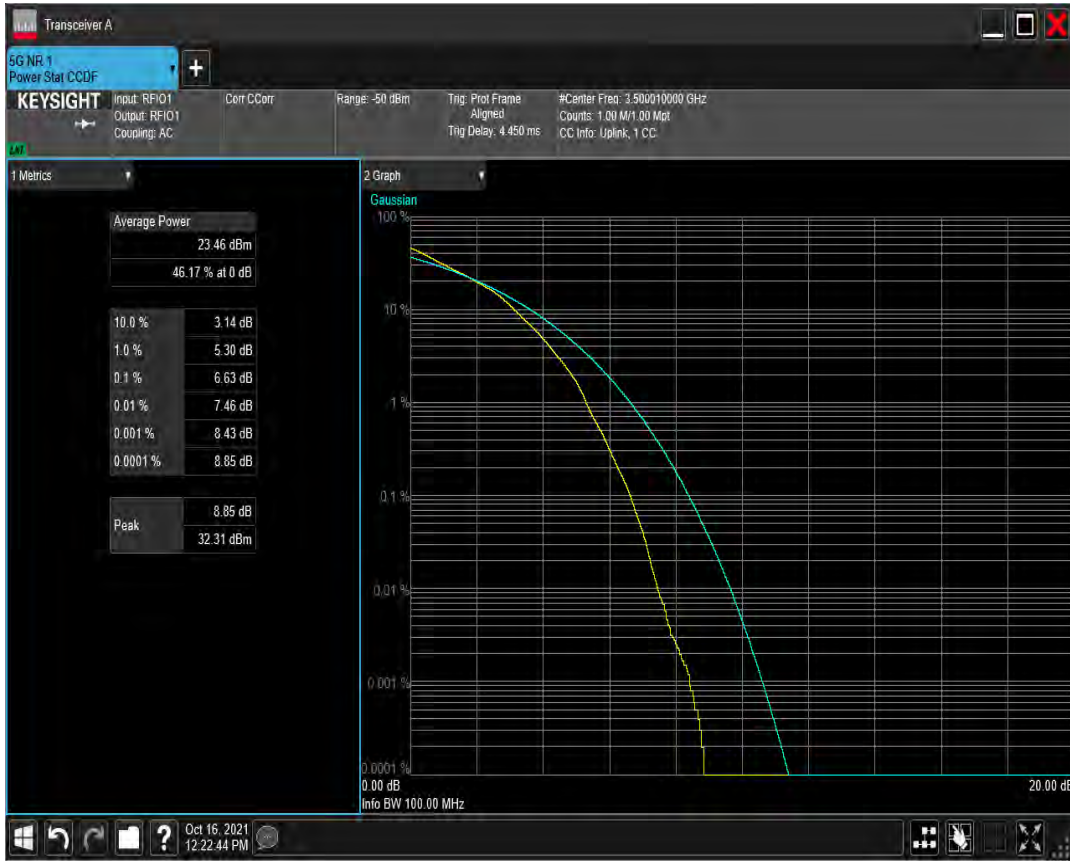 Transceiver A
5G NR 1
Power Stat CCDF
+
KEYSIGHT
Input: RFIO1
Output: RFIO1
Coupling: AC
Corr CCorr
Range: -50 dBm
Trig: Prot Frame
Aligned
Trig Delay: 4.450 ms
#Center Freq: 3.500010000 GHz
Counts: 1.00 M/1.00 Mpt
CC Info: Uplink, 1 CC
1 Metrics
Average Power
23.46 dBm
46.17 % at 0 dB
10.0 % 3.14 dB
1.0 % 5.30 dB
0.1 % 6.63 dB
0.01 % 7.46 dB
0.001 % 8.43 dB
0.0001 % 8.85 dB
Peak
8.85 dB
32.31 dBm
2 Graph
Gaussian
100 %
10 %
1 %
0.1 %
0.01 %
0.001 %
0.0001 %
0.00 dB 20.00 dB
Info BW 100.00 MHz
?
Oct 16, 2021
12:22:44 PM